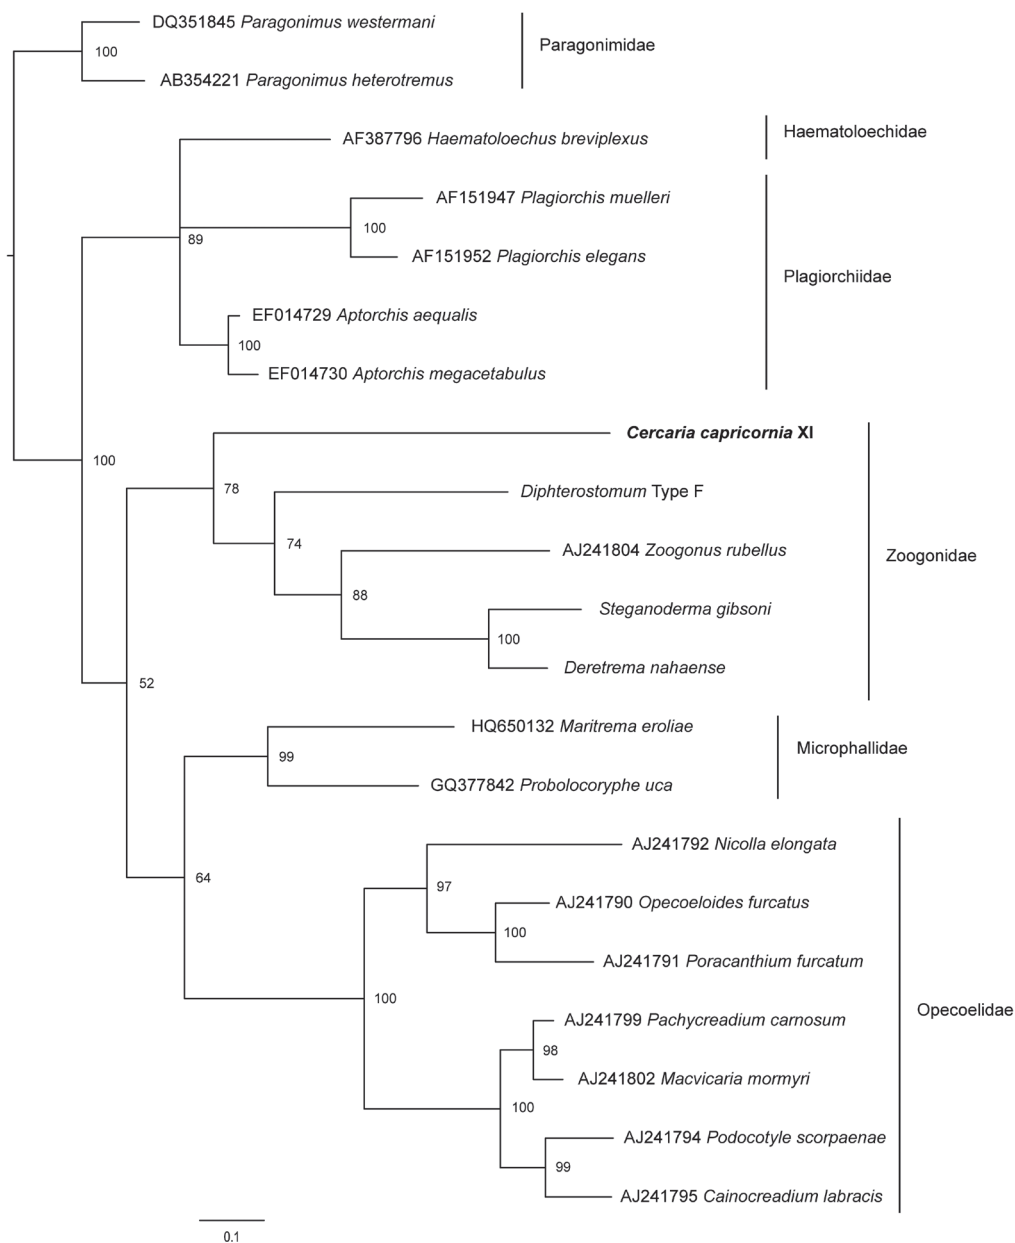 DQ351845 Paragonimus westermani
Paragonimidae
100
AB354221 Paragonimus heterotremus
Haematoloechidae
AF387796 Haematoloechus breviplexus
AF151947 Plagiorchis muelleri
100
89
AF151952 Plagiorchis elegans
Plagiorchiidae
EF014729 Aptorchis aequalis
100
EF014730 Aptorchis megacetabulus
Cercaria capricornia XI
100
78
Diphterostomum Type F
74
AJ241804 Zoogonus rubellus
Zoogonidae
88
Steganoderma gibsoni
100
Deretrema nahaense
52
HQ650132 Maritrema eroliae
Microphallidae
99
GQ377842 Probolocoryphe uca
AJ241792 Nicolla elongata
64
97
AJ241790 Opecoeloides furcatus
100
AJ241791 Poracanthium furcatum
100
Opecoelidae
AJ241799 Pachycreadium carnosum
98
AJ241802 Macvicaria mormyri
100
AJ241794 Podocotyle scorpaenae
99
AJ241795 Cainocreadium labracis
0.1